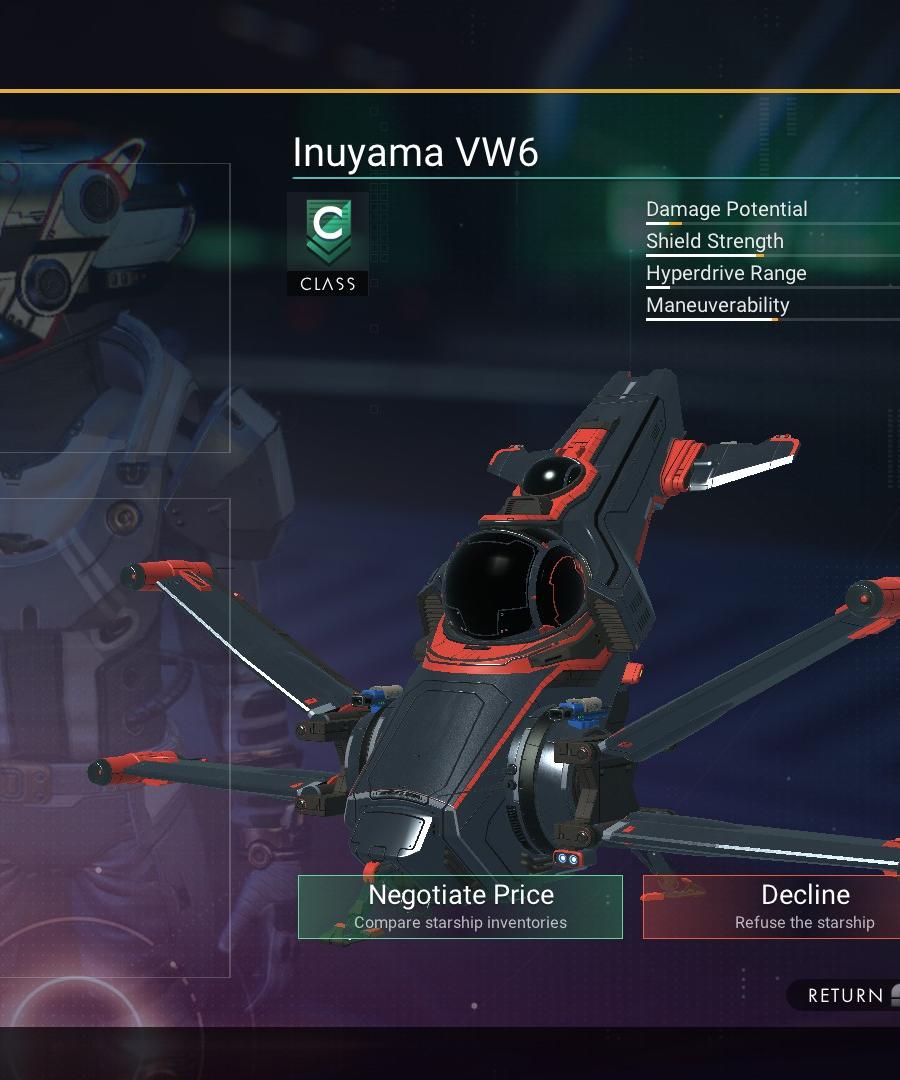 Inuyama VW6
C
CLASS
Damage Potential
Shield Strength
Hyperdrive Range
Maneuverability
Negotiate Price
Compare starship inventories
Decline
Refuse the starship
RETURN